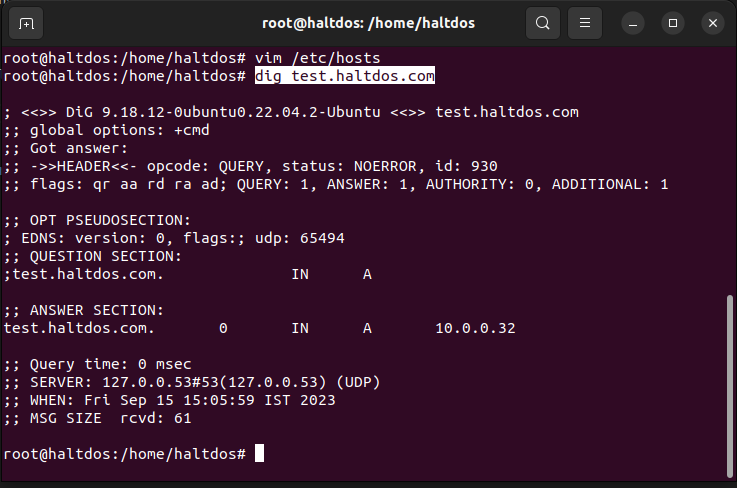 root@haltdos: /home/haltdos
root@haltdos:/home/haltdos# vim /etc/hosts
root@haltdos:/home/haltdos# dig test.haltdos.com
; <<>> DiG 9.18.12-0ubuntu0.22.04.2-Ubuntu <<>> test.haltdos.com
;; global options: +cmd
;; Got answer:
;; ->>HEADER<<- opcode: QUERY, status: NOERROR, id: 930
;; flags: qr aa rd ra ad; QUERY: 1, ANSWER: 1, AUTHORITY: 0, ADDITIONAL: 1
;; OPT PSEUDOSECTION:
; EDNS: version: 0, flags:; udp: 65494
;; QUESTION SECTION:
;test.haltdos.com. IN A
;; ANSWER SECTION:
test.haltdos.com. 0 IN A 10.0.0.32
;; Query time: 0 msec
;; SERVER: 127.0.0.53#53(127.0.0.53) (UDP)
;; WHEN: Fri Sep 15 15:05:59 IST 2023
;; MSG SIZE rcvd: 61
root@haltdos:/home/haltdos#